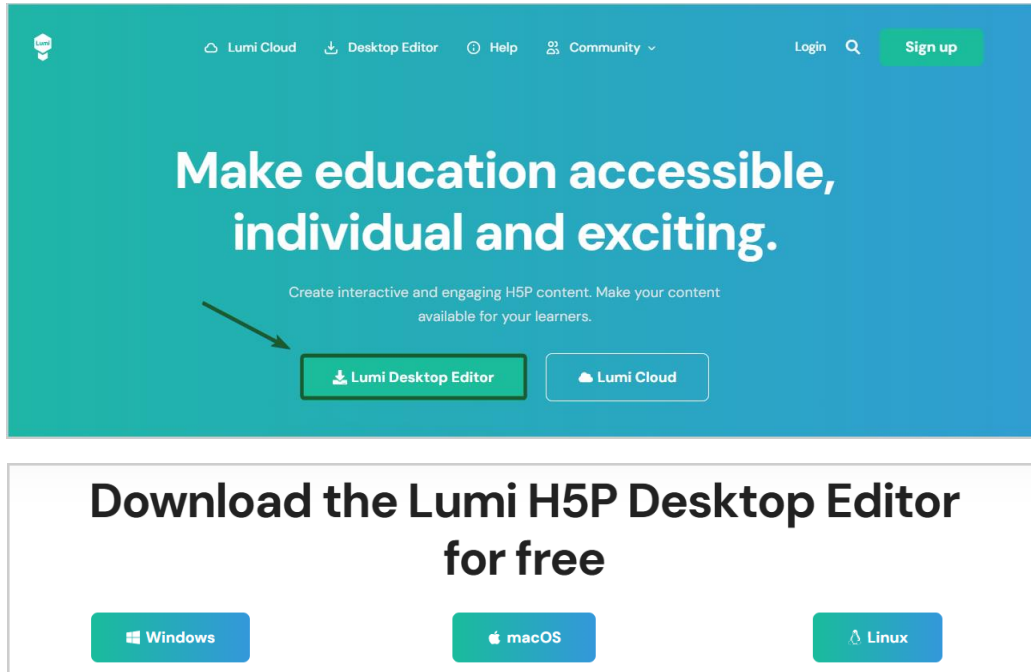 Lumi
Lumi Cloud Desktop Editor Help Community Login Sign up
Make education accessible,
individual and exciting.
Create interactive and engaging H5P content. Make your content
available for your learners.
Lumi Desktop Editor Lumi Cloud
Download the Lumi H5P Desktop Editor
for free
Windows macOS Linux